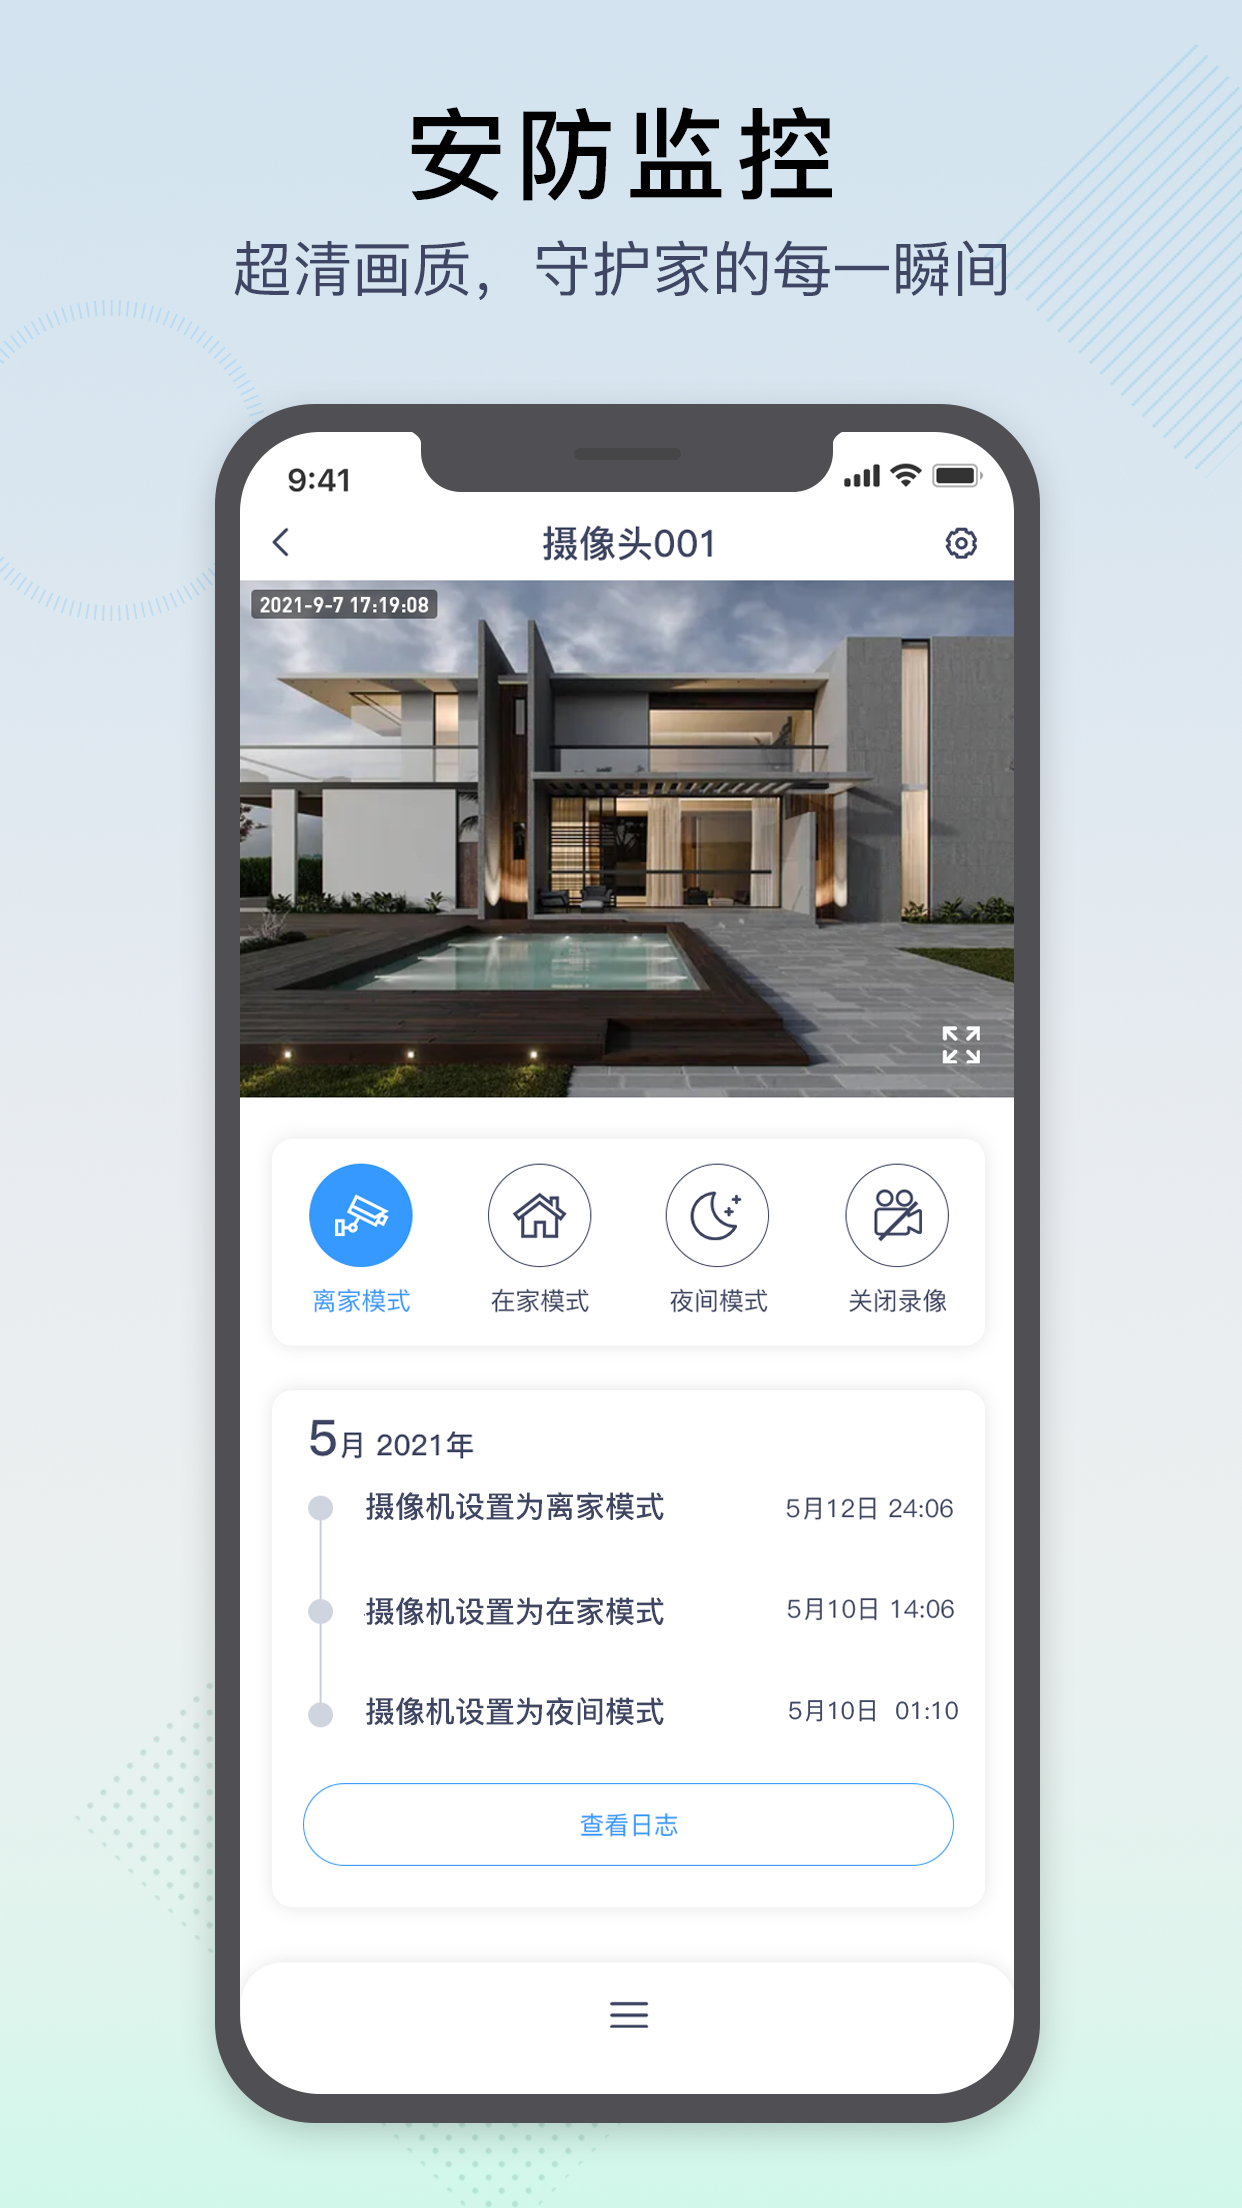 安防监控
超清画质，守护家的每一瞬间
9:41
摄像头001
2021-9-7 17:19:08
离家模式 在家模式 夜间模式 关闭录像
5月 2021年
摄像机设置为离家模式 5月12日 24:06
摄像机设置为在家模式 5月10日 14:06
摄像机设置为夜间模式 5月10日 01:10
查看日志